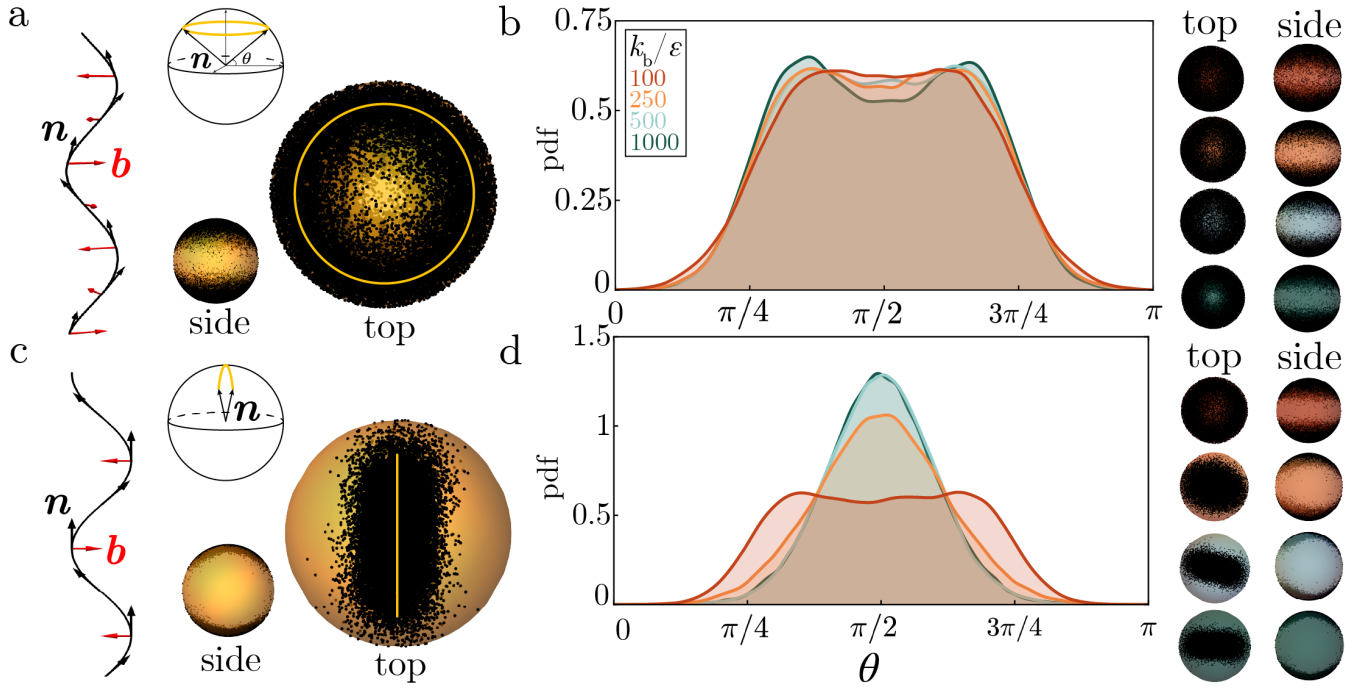 a
n
b
n
θ
side
top
b
pdf
0.75
0.5
0.25
0
k_b/ε
100
250
500
1000
0
π/4
π/2
3π/4
π
top
side
c
n
b
n
side
top
d
pdf
1.5
1
0.5
0
0
π/4
π/2
3π/4
π
θ
top
side